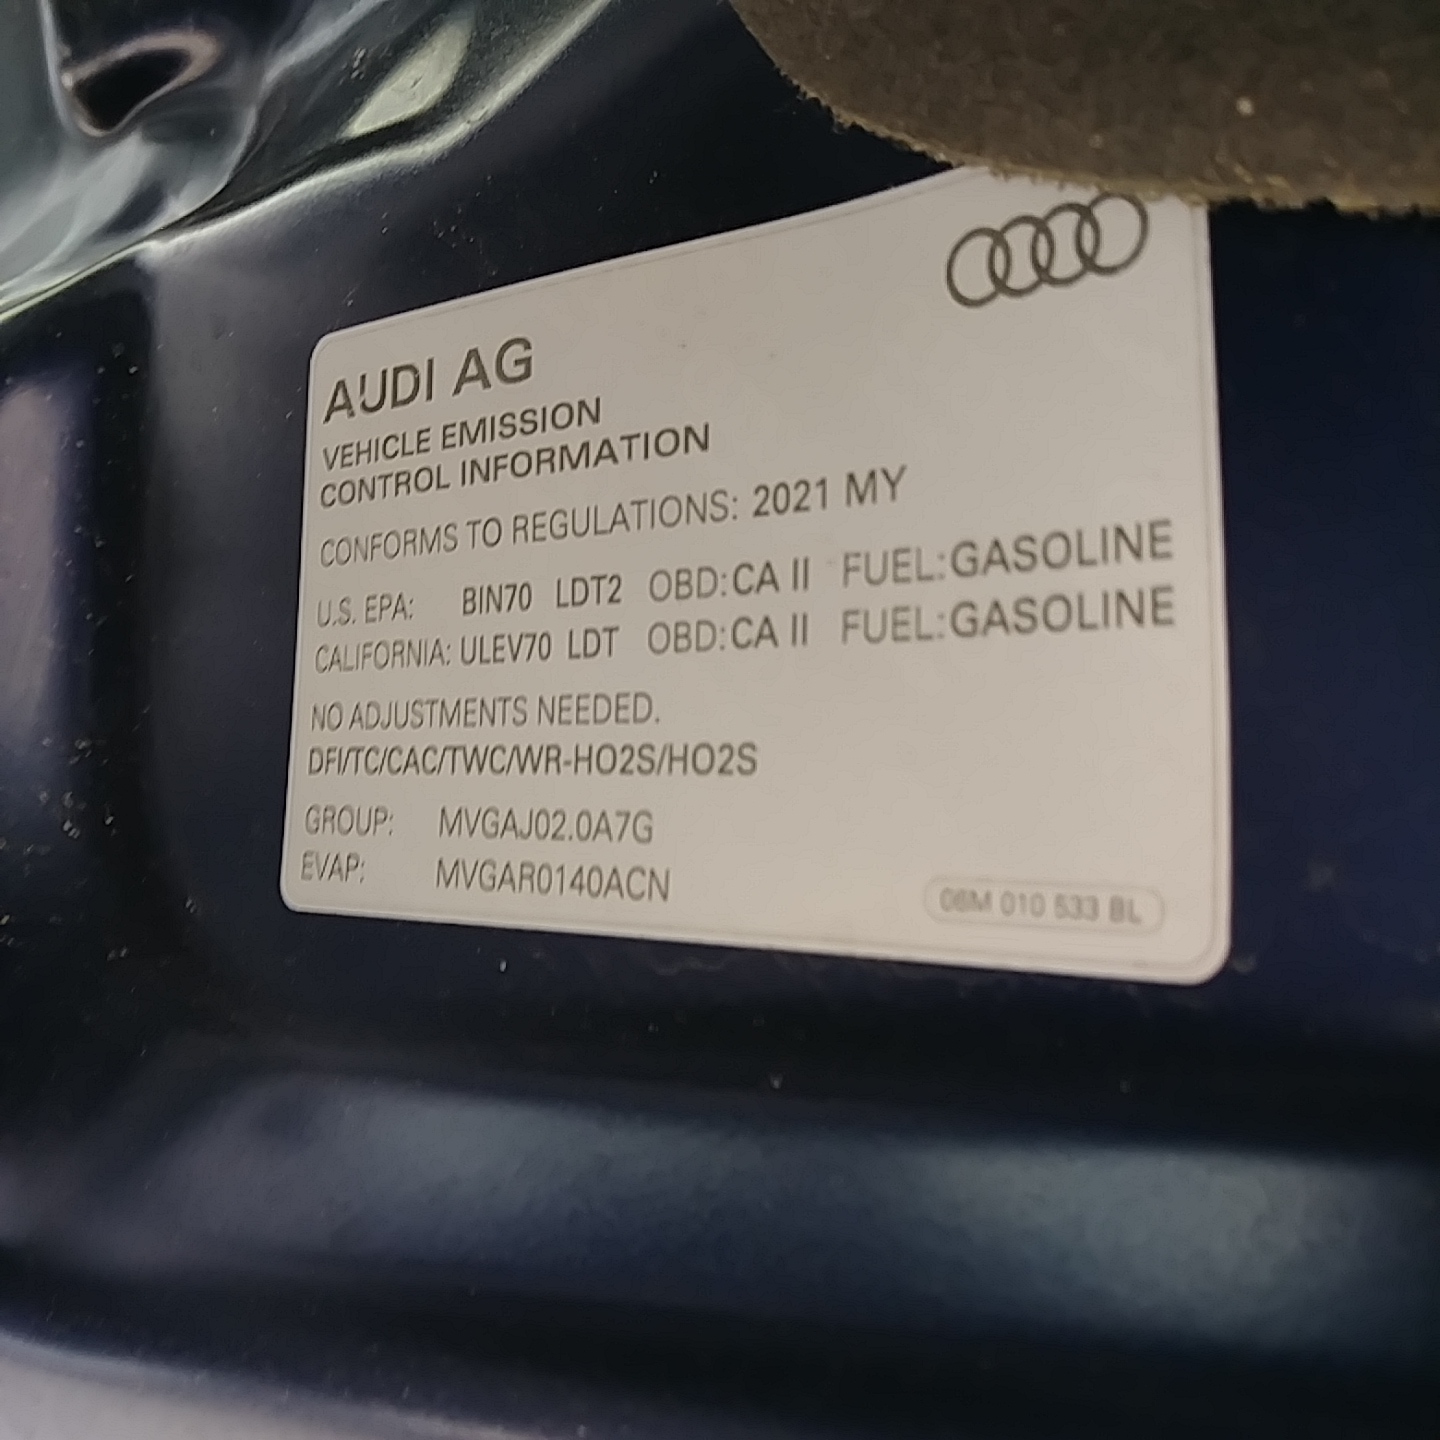 AUDI AG
VEHICLE EMISSION
CONTROL INFORMATION
CONFORMS TO REGULATIONS: 2021 MY
U.S. EPA: BIN70 LDT2 OBD:CA II FUEL:GASOLINE
CALIFORNIA: ULEV70 LDT OBD:CA II FUEL:GASOLINE
NO ADJUSTMENTS NEEDED.
DFI/TC/CAC/TWC/WR-HO2S/HO2S
GROUP: MVGAJ02.0A7G
EVAP: MVGAR0140ACN
06M 010 533 BL